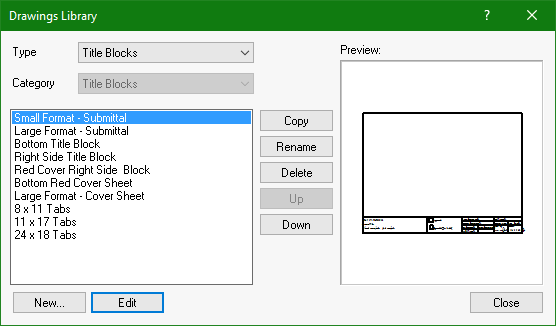 Drawings Library
?
Type
Title Blocks
Category
Title Blocks
Preview:
Small Format - Submittal
Large Format - Submittal
Bottom Title Block
Right Side Title Block
Red Cover Right Side  Block
Bottom Red Cover Sheet
Large Format - Cover Sheet
8 x 11 Tabs
11 x 17 Tabs
24 x 18 Tabs
Copy
Rename
Delete
Up
Down
New...
Edit
Close